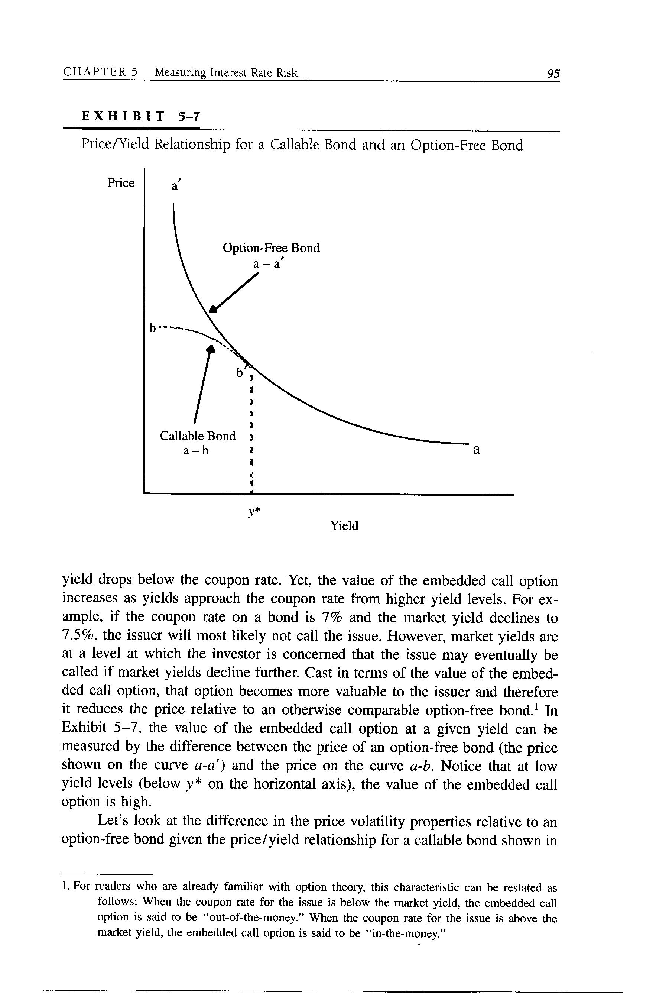 CHAPTER 5 Measuring Interest Rate Risk 95
EXHIBIT 5–7
Price/Yield Relationship for a Callable Bond and an Option-Free Bond
Price
a′
Option-Free Bond
a – a′
b
b′
Callable Bond
a – b
a
y*
Yield
yield drops below the coupon rate. Yet, the value of the embedded call option
increases as yields approach the coupon rate from higher yield levels. For ex-
ample, if the coupon rate on a bond is 7% and the market yield declines to
7.5%, the issuer will most likely not call the issue. However, market yields are
at a level at which the investor is concerned that the issue may eventually be
called if market yields decline further. Cast in terms of the value of the embed-
ded call option, that option becomes more valuable to the issuer and therefore
it reduces the price relative to an otherwise comparable option-free bond.¹ In
Exhibit 5–7, the value of the embedded call option at a given yield can be
measured by the difference between the price of an option-free bond (the price
shown on the curve a-a′) and the price on the curve a-b. Notice that at low
yield levels (below y* on the horizontal axis), the value of the embedded call
option is high.
Let's look at the difference in the price volatility properties relative to an
option-free bond given the price/yield relationship for a callable bond shown in
1. For readers who are already familiar with option theory, this characteristic can be restated as
follows: When the coupon rate for the issue is below the market yield, the embedded call
option is said to be “out-of-the-money.” When the coupon rate for the issue is above the
market yield, the embedded call option is said to be “in-the-money.”